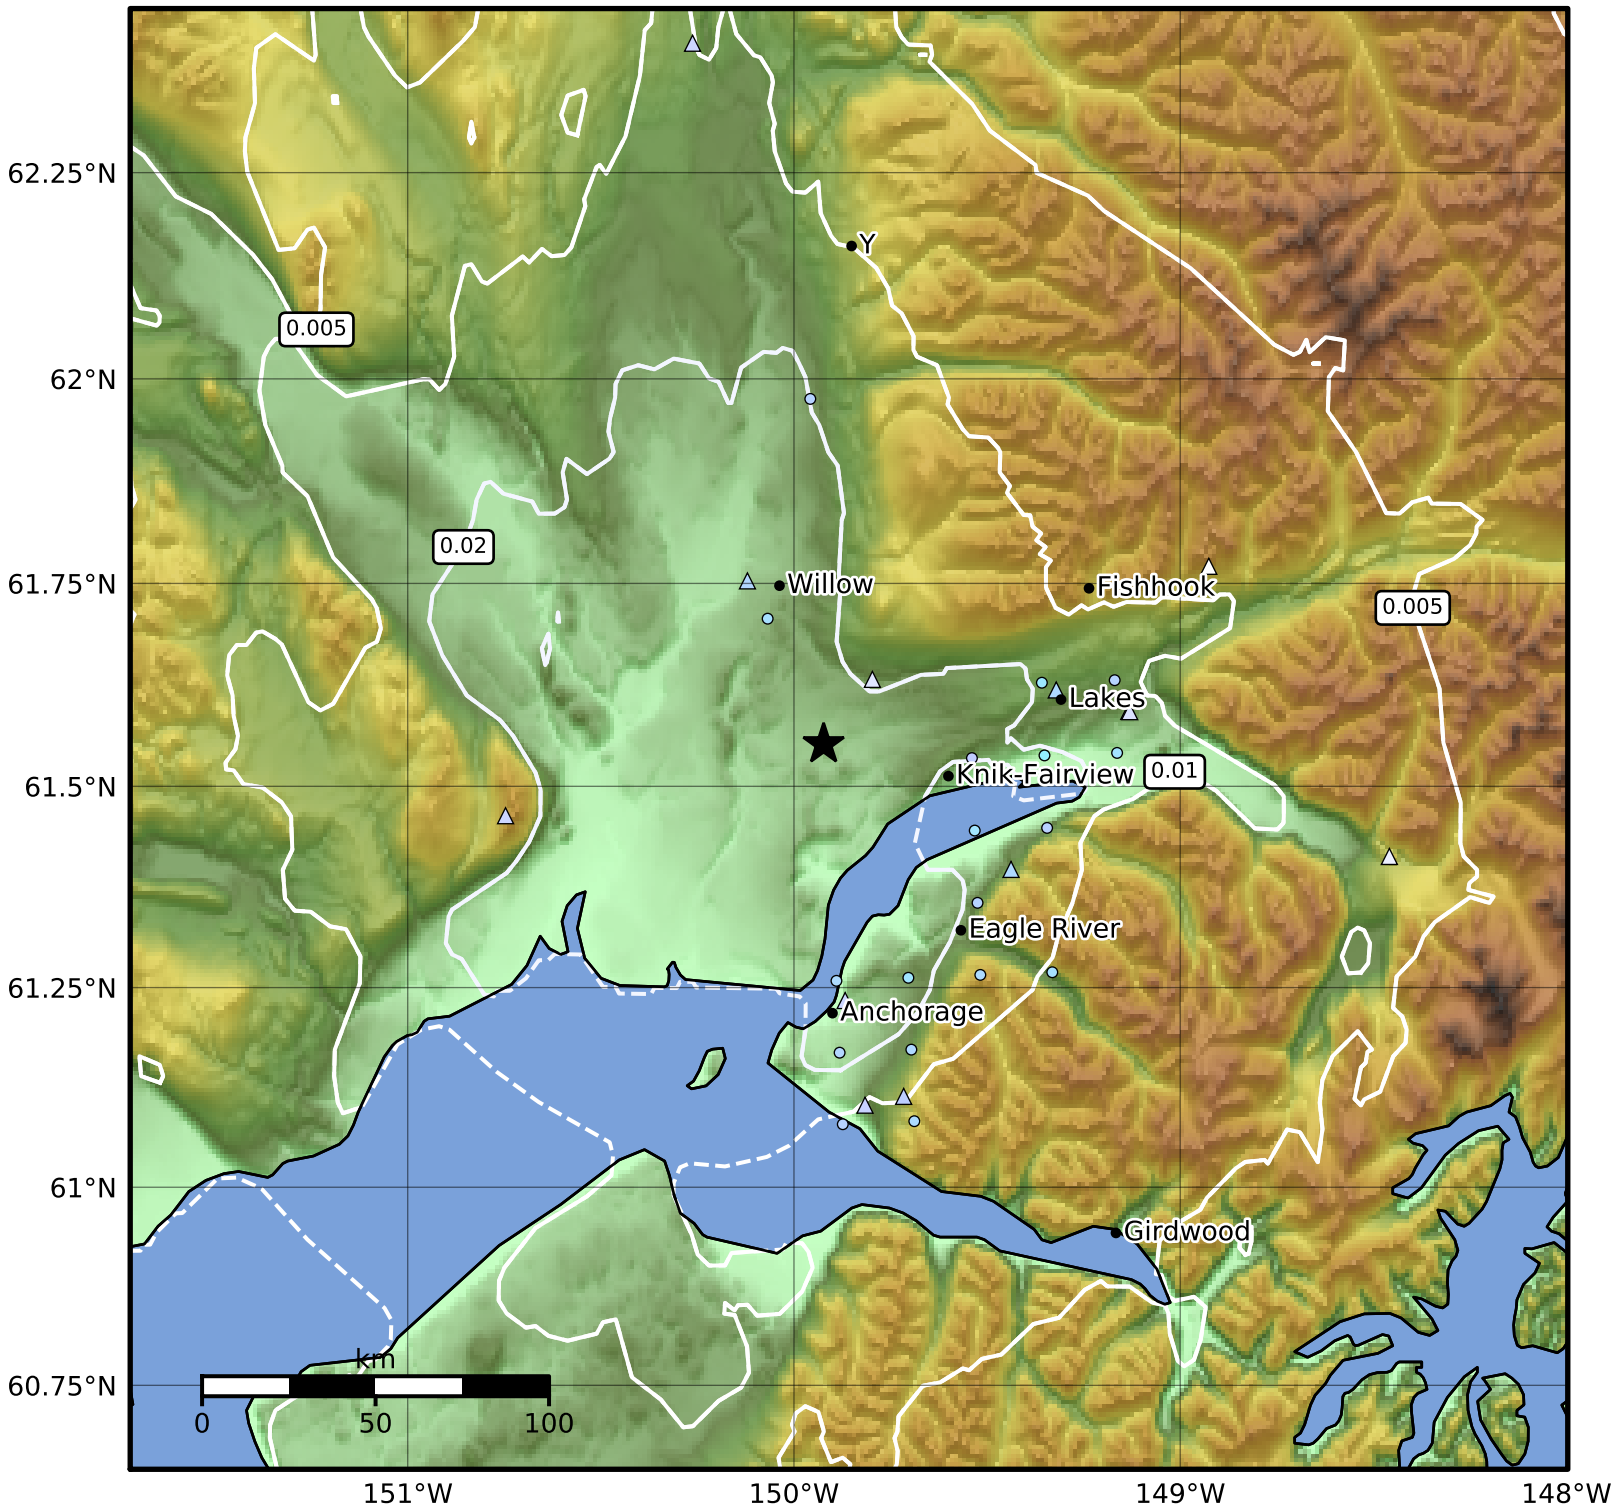 62.25°N
Y
0.005
62°N
0.02
61.75°N
Willow
Fishhook
0.005
Lakes
61.5°N
Knik-Fairview
0.01
Eagle River
61.25°N
Anchorage
61°N
Girdwood
60.75°N
km
0 50 100
151°W 150°W 149°W 148°W